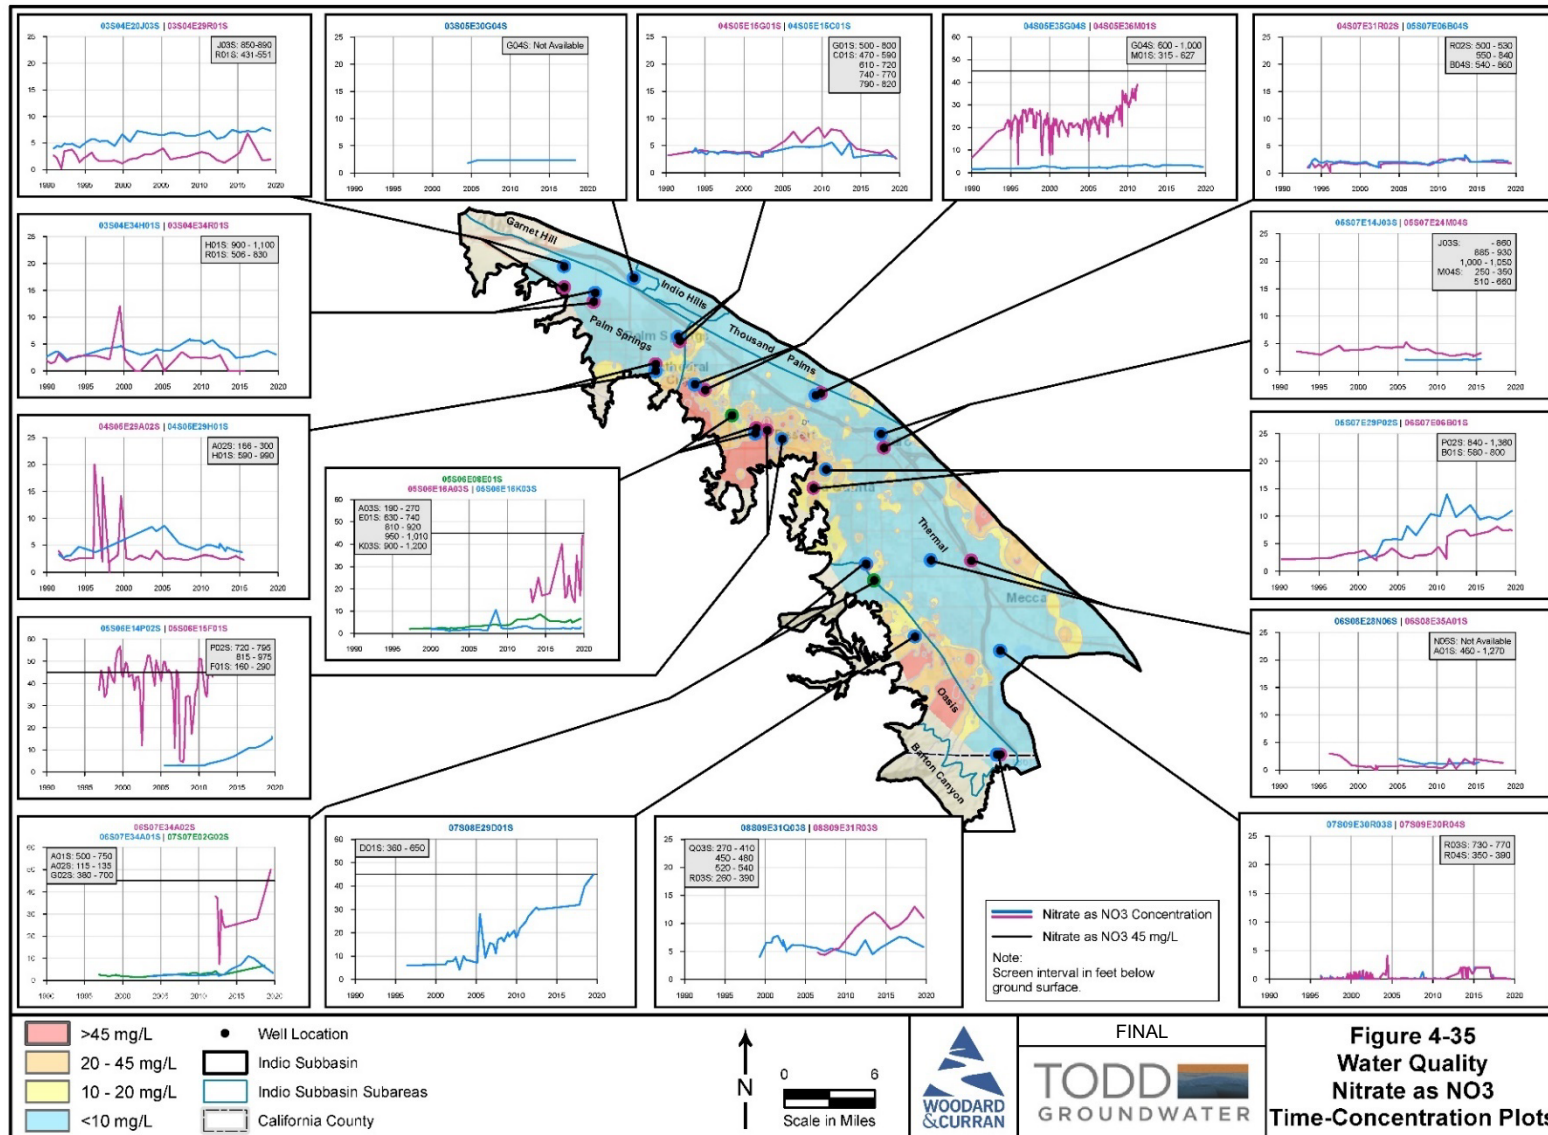 03S04E20J03S | 03S04E29R01S
J03S: 850-890
R01S: 431-551
03S05E30G04S
G04S: Not Available
04S05E15G01S | 04S05E15C01S
G01S: 500 - 800
C01S: 470 - 590
610 - 720
740 - 770
790 - 820
04S05E35G04S | 04S05E36M01S
G04S: 600 - 1,000
M01S: 315 - 627
04S07E31R02S | 05S07E06B04S
R02S: 500 - 530
550 - 840
B04S: 540 - 860
03S04E34H01S | 03S04E34R01S
H01S: 900 - 1,100
R01S: 506 - 830
05S07E14J03S | 05S07E24M04S
J03S: - 860
885 - 930
1,000 - 1,050
M04S: 250 - 350
510 - 660
04S05E29A02S | 04S05E29H01S
A02S: 166 - 300
H01S: 590 - 990
05S06E08E01S
05S06E16A03S | 05S06E16K03S
A03S: 190 - 270
E01S: 630 - 740
810 - 920
950 - 1,010
K03S: 900 - 1,200
P02S: 840 - 1,360
B01S: 580 - 800
05S06E14P02S | 05S06E15F01S
P02S: 720 - 795
815 - 975
F01S: 160 - 290
06S08E28N06S | 06S08E35A01S
N06S: Not Available
A01S: 460 - 1,270
06S07E34A02S
06S07E34A01S | 07S07E02G02S
A01S: 500 - 750
A02S: 115 - 135
G02S: 380 - 700
07S08E29D01S
D01S: 360 - 650
08S09E31Q03S | 08S09E31R03S
Q03S: 270 - 410
450 - 480
520 - 540
R03S: 260 - 390
07S09E30R03S | 07S09E30R04S
R03S: 730 - 770
R04S: 350 - 390
Garnet Hill
Indio Hills
Palm Springs
Thousand Palms
Thermal
Mecca
Oasis
Barton Canyon
Nitrate as NO3 Concentration
Nitrate as NO3 45 mg/L
Note:
Screen interval in feet below
ground surface.
>45 mg/L
20 - 45 mg/L
10 - 20 mg/L
<10 mg/L
Well Location
Indio Subbasin
Indio Subbasin Subareas
California County
N
0 6
Scale in Miles
WOODARD
&CURRAN
FINAL
TODD
GROUNDWATER
Figure 4-35
Water Quality
Nitrate as NO3
Time-Concentration Plots